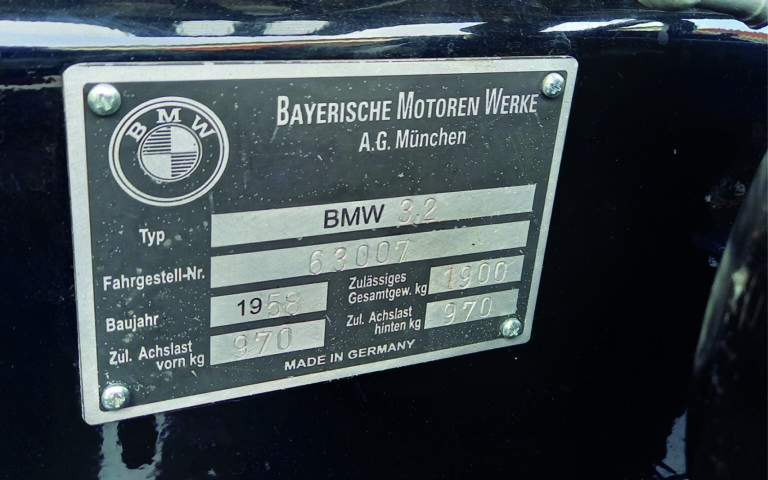 BMW
BAYERISCHE MOTOREN WERKE
A.G. München
Typ BMW 3.2
Fahrgestell-Nr. 63007
Baujahr 1958
Zulässiges
Gesamtgew. kg 1900
Zül. Achslast
vorn kg 970
Zul. Achslast
hinten kg 970
MADE IN GERMANY